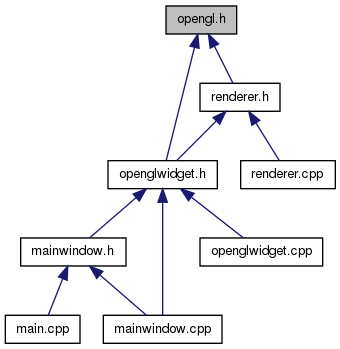 opengl.h
renderer.h
openglwidget.h
renderer.cpp
mainwindow.h
openglwidget.cpp
main.cpp
mainwindow.cpp